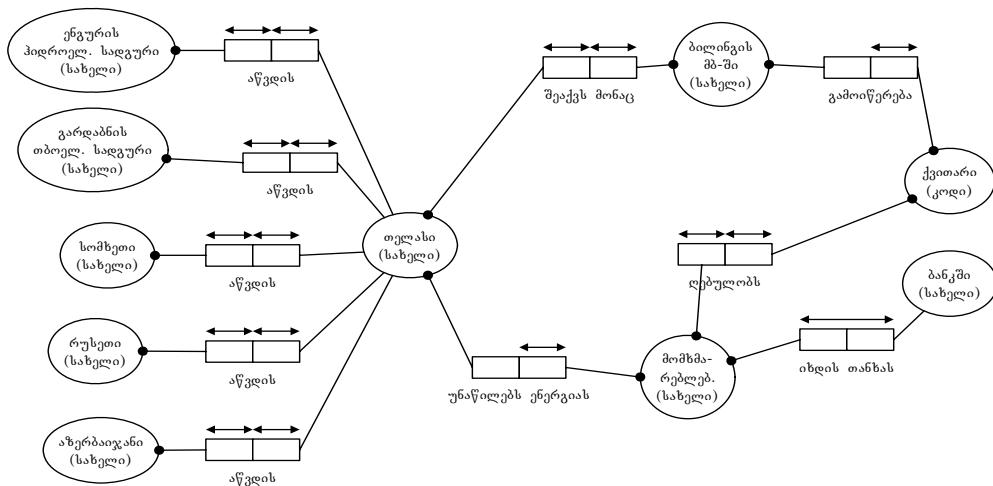 ენგურის
ჰიდროელ. სადგური
(სახელი)
აწვდის
გარდაბნის
თბოელ. სადგური
(სახელი)
აწვდის
სომხეთი
(სახელი)
აწვდის
რუსეთი
(სახელი)
აწვდის
აზერბაიჯანი
(სახელი)
აწვდის
თელასი
(სახელი)
შეაქვს მონაც
ბილინგის
მბ-ში
(სახელი)
გამოიწერება
ქვითარი
(კოდი)
ღებულობს
ბანკში
(სახელი)
იხდის თანხას
მომხმა-
რებლებ.
(სახელი)
უნაწილებს ენერგიას